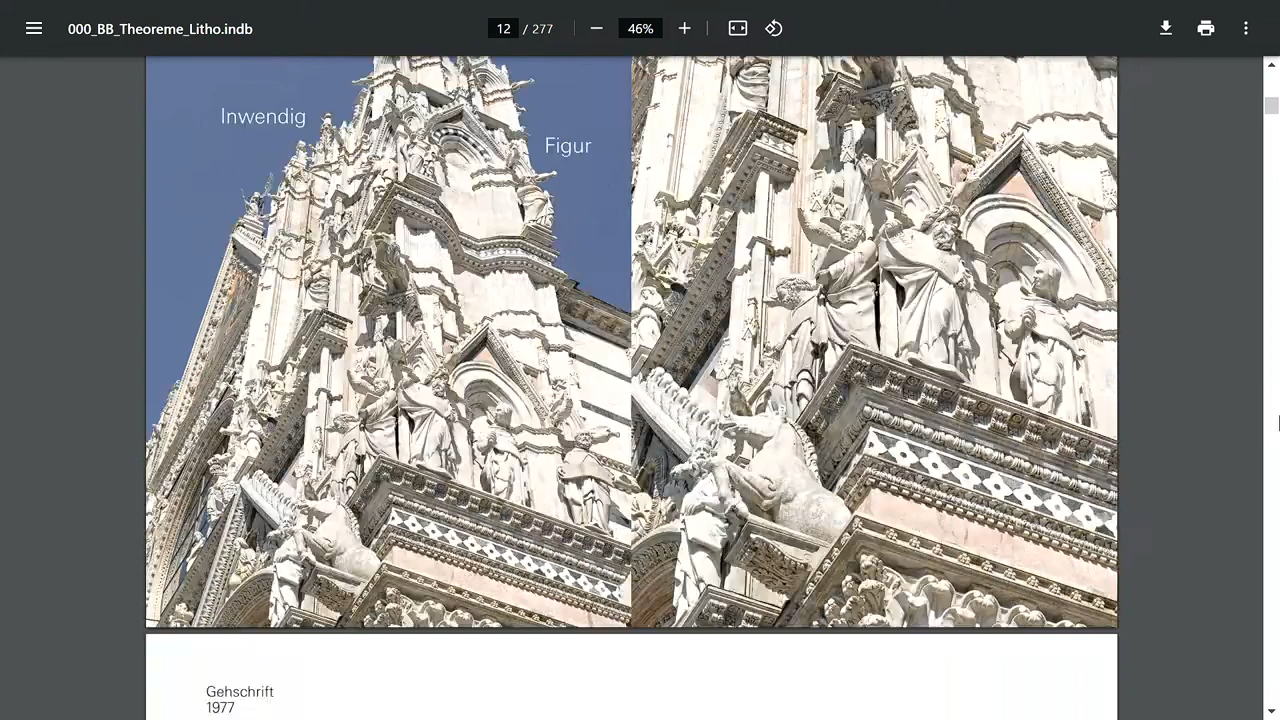 000_BB_Theoreme_Litho.indb
12 / 277
46%
Inwendig
Figur
Gehschrift
1977